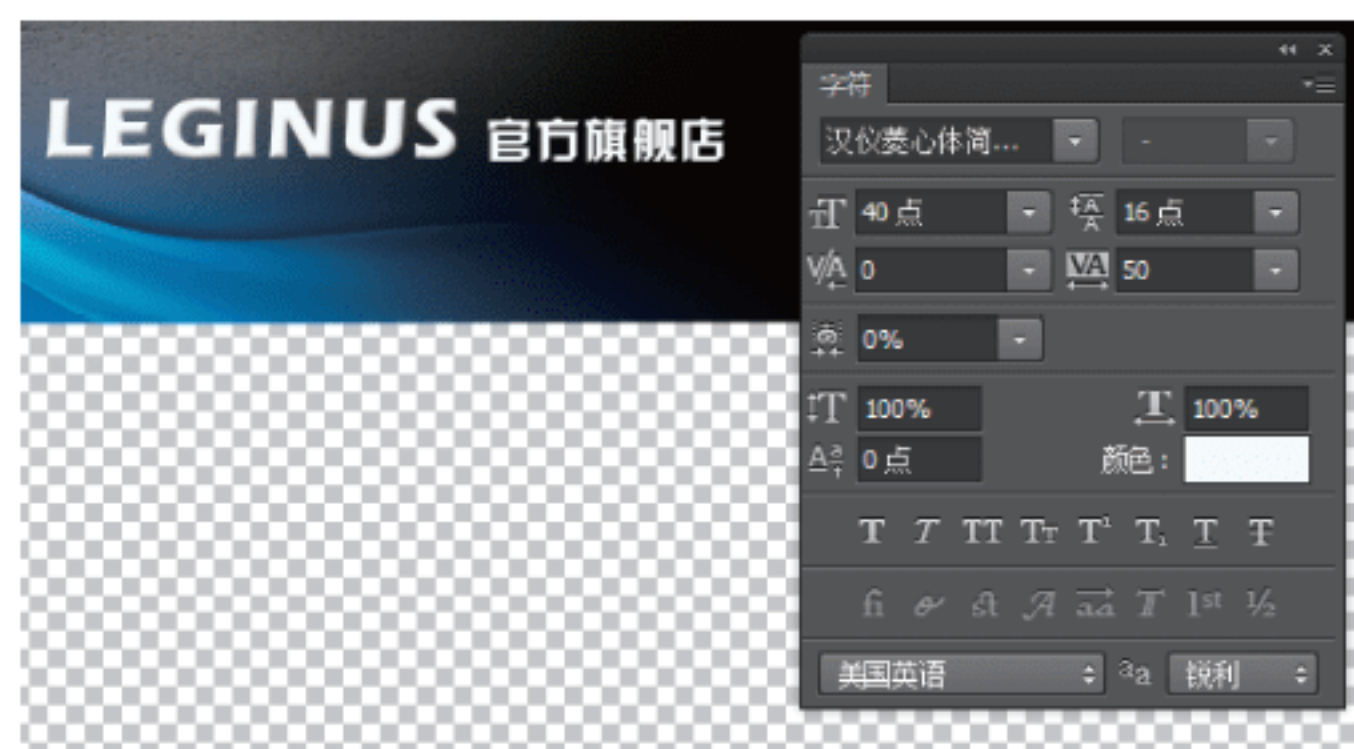 LEGINUS 官方旗舰店
字符
汉仪菱心体简... -
40 点 16 点
0 50
0%
100% 100%
0 点 颜色：
T T TT Tt T¹ T₁ T T
fi st A aa T 1st ½
美国英语 aa 锐利